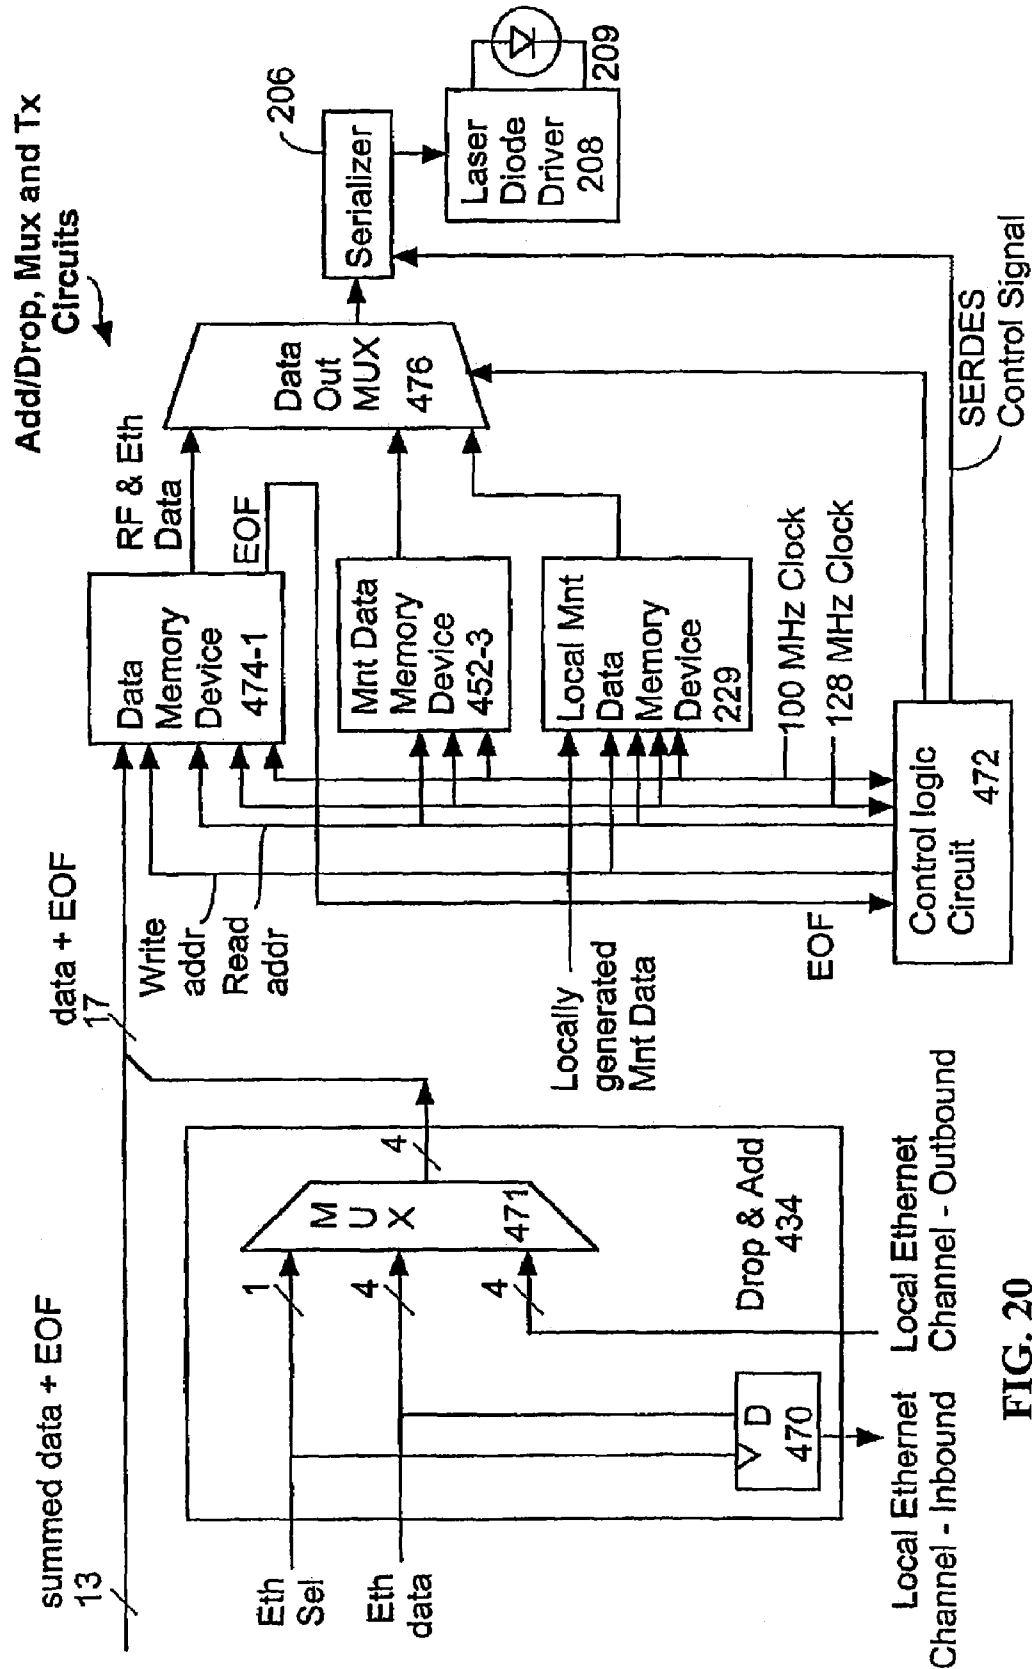 Add/Drop, Mux and Tx
Circuits
summed data + EOF
13
data + EOF
17
Write
addr
Read
addr
RF & Eth
Data
EOF
Data
Memory
Device
474-1
Mnt Data
Memory
Device
452-3
Local Mnt
Data
Memory
Device
229
Data
Out
MUX
476
Serializer
206
Laser
Diode
Driver
208
209
Eth
Sel
Eth
data
1
4
4
4
M
U
X
471
D
470
Drop & Add
434
Locally
generated
Mnt Data
EOF
100 MHz Clock
128 MHz Clock
Control logic
Circuit
472
SERDES
Control Signal
Local Ethernet
Channel - Inbound
Local Ethernet
Channel - Outbound
FIG. 20